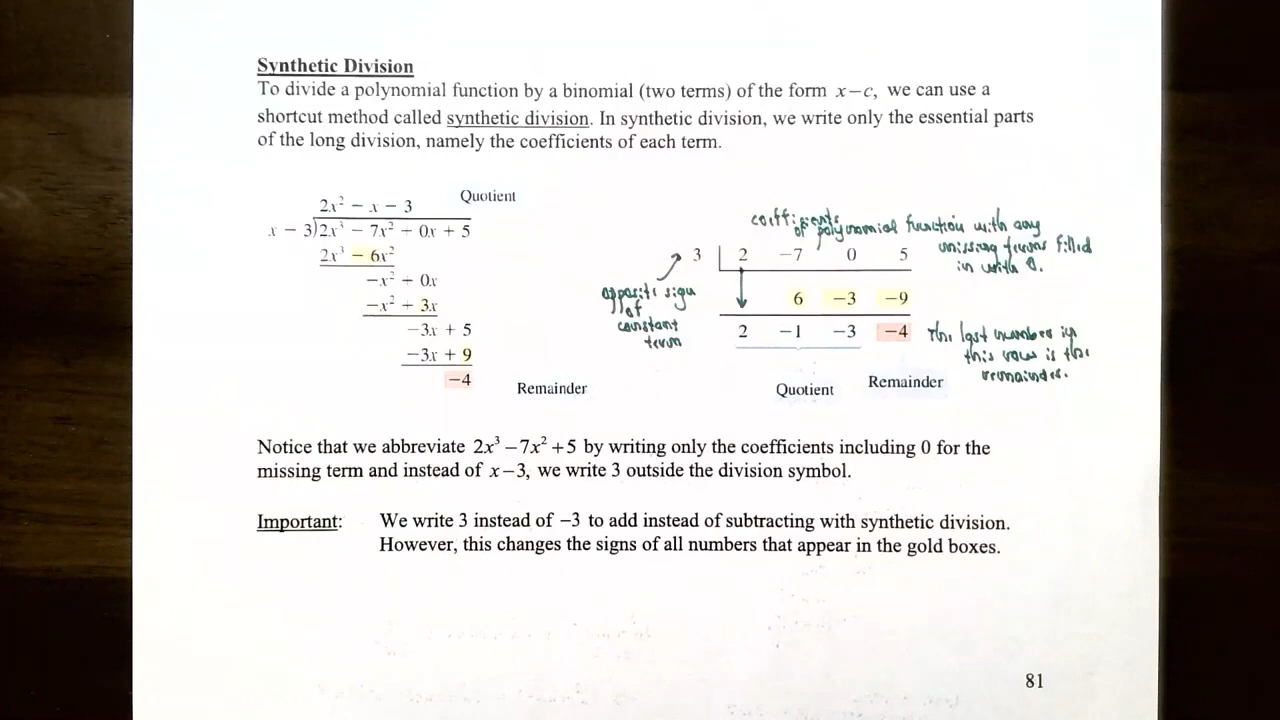 Synthetic Division
To divide a polynomial function by a binomial (two terms) of the form x−c, we can use a
shortcut method called synthetic division. In synthetic division, we write only the essential parts
of the long division, namely the coefficients of each term.
2x² − x − 3 Quotient
x − 3)2x³ − 7x² + 0x + 5
2x³ − 6x²
−x² + 0x
−x² + 3x
−3x + 5
−3x + 9
−4
Remainder
coefficients
of polynomial function with any
missing terms filled
in with 0.
3 2 −7 0 5
opposite sign
of
constant
term
6 −3 −9
2 −1 −3 −4
The last number in
this row is the
remainder.
Quotient Remainder
Notice that we abbreviate 2x³ −7x² +5 by writing only the coefficients including 0 for the
missing term and instead of x−3, we write 3 outside the division symbol.
Important: We write 3 instead of −3 to add instead of subtracting with synthetic division.
However, this changes the signs of all numbers that appear in the gold boxes.
81